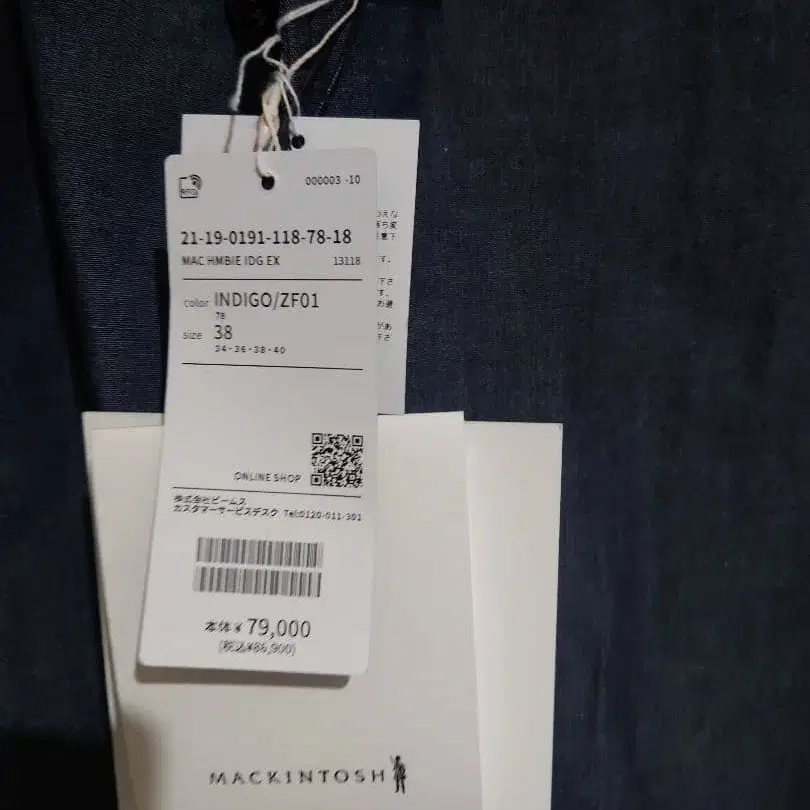 000003 -10
21-19-0191-118-78-18
MAC HMBIE IDG EX 13118
color INDIGO/ZF01
78
size 38
34・36・38・40
ONLINE SHOP
株式会社ビームス
カスタマーサービスデスク Tel:0120-011-301
本体¥ 79,000
(税込¥86,900)
MACKINTOSH